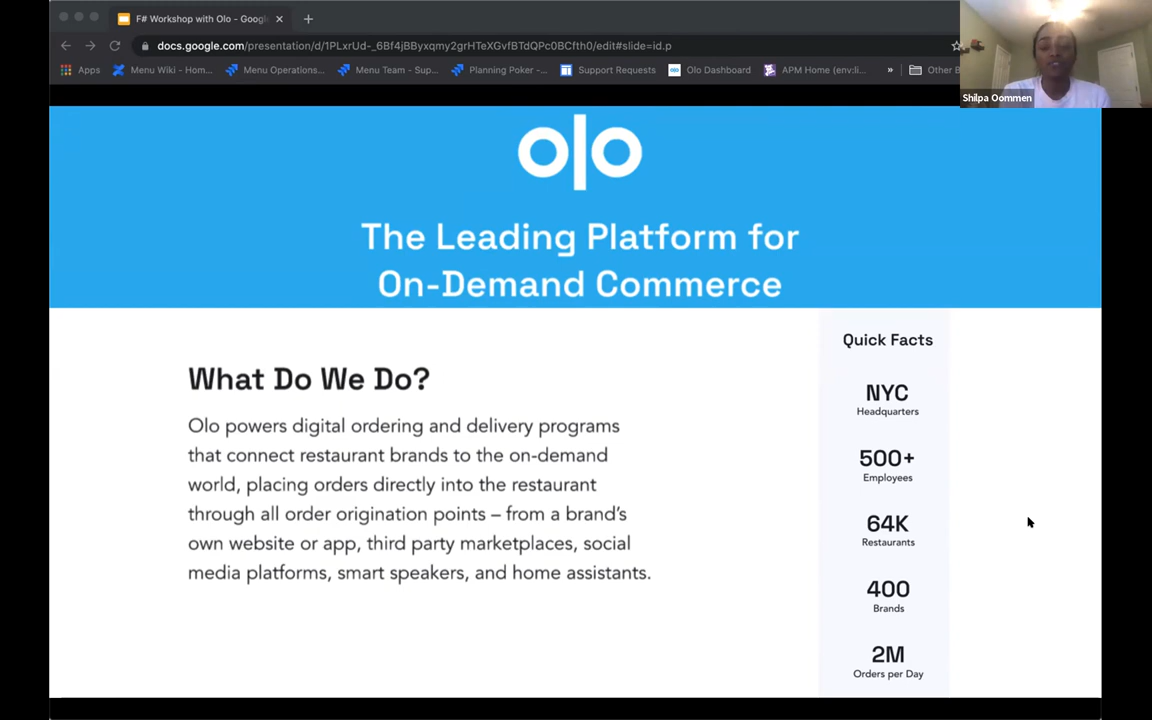 F# Workshop with Olo - Googl
docs.google.com/presentation/d/1PLxrUd-_6Bf4jBByxqmy2grHTeXGvfBTdQPc0BCfth0/edit#slide=id.p
Apps
Menu Wiki - Hom...
Menu Operations...
Menu Team - Sup...
Planning Poker -...
Support Requests
Olo Dashboard
APM Home (env:li...
»
Other B
Shilpa Oommen
olo
The Leading Platform for
On-Demand Commerce
What Do We Do?
Olo powers digital ordering and delivery programs
that connect restaurant brands to the on-demand
world, placing orders directly into the restaurant
through all order origination points – from a brand's
own website or app, third party marketplaces, social
media platforms, smart speakers, and home assistants.
Quick Facts
NYC
Headquarters
500+
Employees
64K
Restaurants
400
Brands
2M
Orders per Day